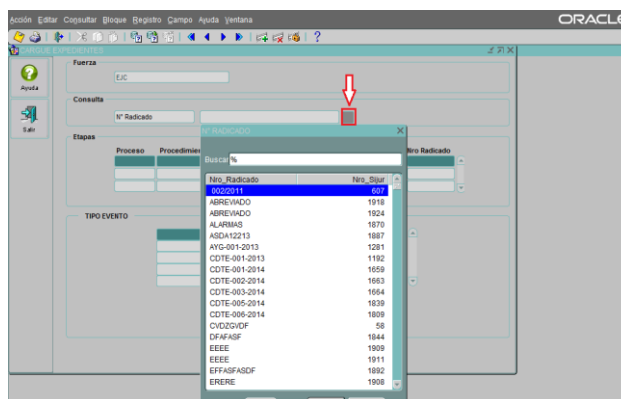 Acción Editar Consultar Bloque Registro Campo Ayuda Ventana
ORACLE
CARGUE EXPEDIENTES
Fuerza
EJC
Ayuda
Consulta
N° Radicado
Salir
N° RADICADO
Etapas
Proceso Procedimie Nro Radicado
Buscar %
Nro_Radicado Nro_Sijur
002/2011 607
ABREVIADO 1918
ABREVIADO 1924
ALARMAS 1870
ASDA12213 1887
AYG-001-2013 1281
CDTE-001-2013 1192
CDTE-001-2014 1659
CDTE-002-2014 1663
CDTE-003-2014 1664
CDTE-005-2014 1839
CDTE-006-2014 1809
CVDZGVDF 58
DFAFASF 1844
EEEE 1909
EEEE 1911
EFFASFASDF 1892
ERERE 1908
TIPO EVENTO